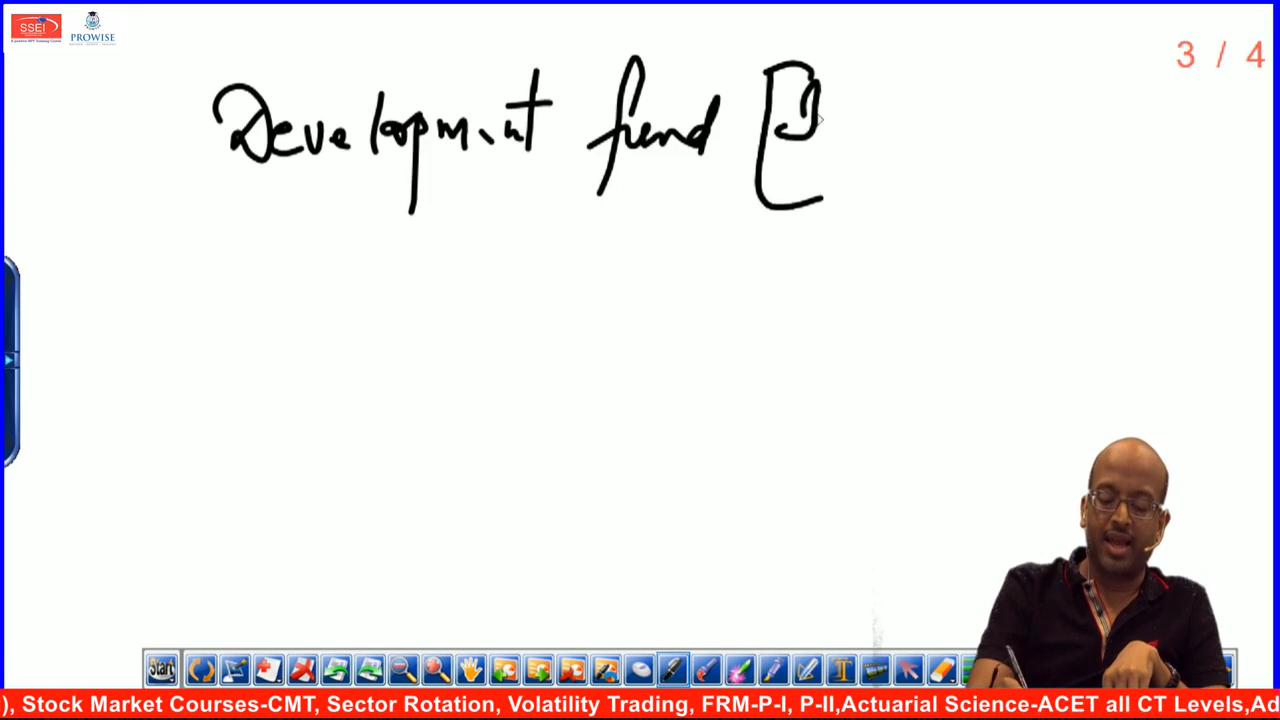 SSEI
PROWISE
3 / 4
Development fund [
Start
), Stock Market Courses-CMT, Sector Rotation, Volatility Trading, FRM-P-I, P-II,Actuarial Science-ACET all CT Levels,Ad